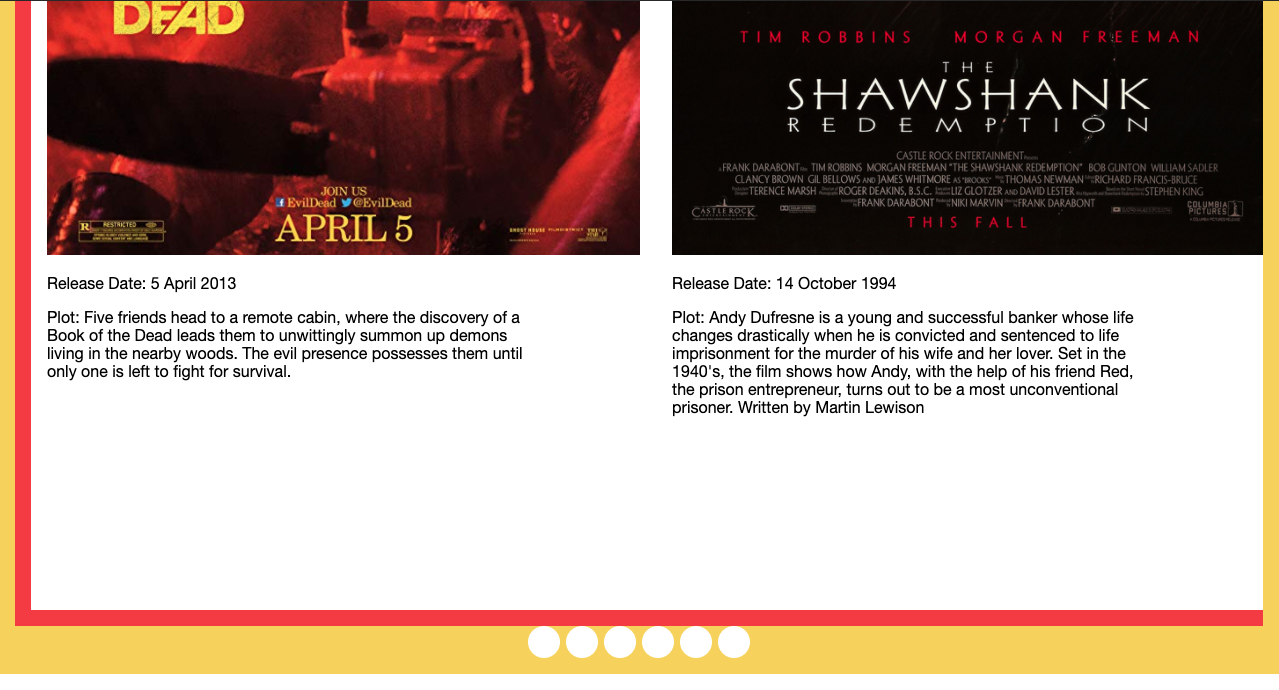 DEAD
JOIN US
EvilDead @EvilDead
APRIL 5
R RESTRICTED
GHOST HOUSE FILMDISTRICT
Release Date: 5 April 2013
Plot: Five friends head to a remote cabin, where the discovery of a
Book of the Dead leads them to unwittingly summon up demons
living in the nearby woods. The evil presence possesses them until
only one is left to fight for survival.
TIM ROBBINS MORGAN FREEMAN
THE
SHAWSHANK
REDEMPTION
CASTLE ROCK ENTERTAINMENT
FRANK DARABONT TIM ROBBINS MORGAN FREEMAN "THE SHAWSHANK REDEMPTION" BOB GUNTON WILLIAM SADLER
CLANCY BROWN GIL BELLOWS AND JAMES WHITMORE AS "BROOKS" THOMAS NEWMAN RICHARD FRANCIS-BRUCE
TERENCE MARSH ROGER DEAKINS, B.S.C. LIZ GLOTZER AND DAVID LESTER STEPHEN KING
FRANK DARABONT NIKI MARVIN FRANK DARABONT
CASTLE ROCK
COLUMBIA
PICTURES
THIS FALL
Release Date: 14 October 1994
Plot: Andy Dufresne is a young and successful banker whose life
changes drastically when he is convicted and sentenced to life
imprisonment for the murder of his wife and her lover. Set in the
1940's, the film shows how Andy, with the help of his friend Red,
the prison entrepreneur, turns out to be a most unconventional
prisoner. Written by Martin Lewison